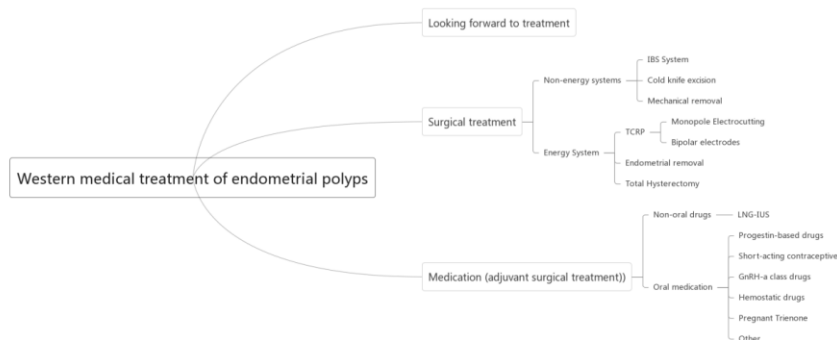 Looking forward to treatment
IBS System
Non-energy systems
Cold knife excision
Mechanical removal
Surgical treatment
Monopole Electrocutting
TCRP
Bipolar electrodes
Energy System
Endometrial removal
Total Hysterectomy
Western medical treatment of endometrial polyps
Non-oral drugs
LNG-IUS
Progestin-based drugs
Short-acting contraceptive
Medication (adjuvant surgical treatment))
GnRH-a class drugs
Oral medication
Hemostatic drugs
Pregnant Trienone
Other